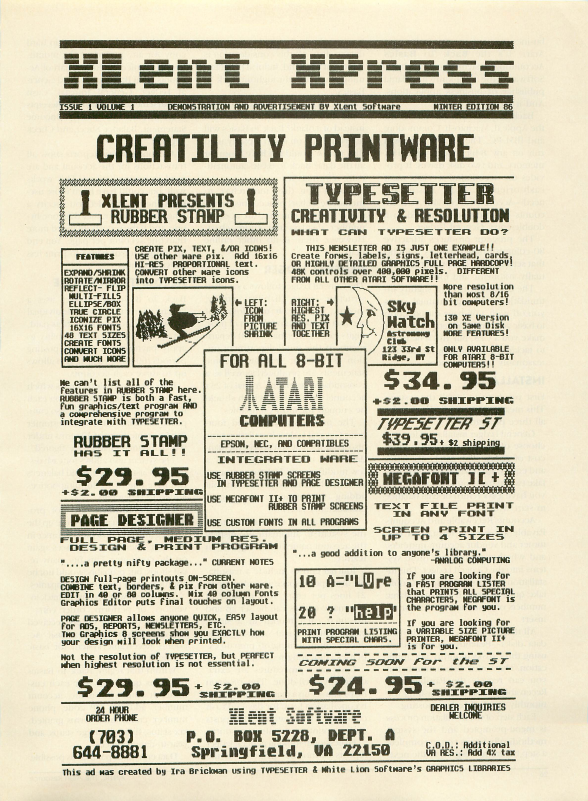 XLent XPress
ISSUE 1 VOLUME 1 DEMONSTRATION AND ADVERTISEMENT BY XLent Software WINTER EDITION 86
CREATILITY PRINTWARE
XLENT PRESENTS
RUBBER STAMP
FEATURES
EXPAND/SHRINK
ROTATE/MIRROR
REFLECT- FLIP
MULTI-FILLS
ELLIPSE/BOX
TRUE CIRCLE
ICONIZE PIX
16X16 FONTS
48 TEXT SIZES
CREATE FONTS
CONVERT ICONS
AND MUCH MORE
CREATE PIX, TEXT, &/OR ICONS!
USE other ware pix. Add 16x16
HI-RES PROPORTIONAL text.
CONVERT other ware icons
into TYPESETTER icons.
LEFT:
ICON
FROM
PICTURE
SHRINK
We can't list all of the
features in RUBBER STAMP here.
RUBBER STAMP is both a fast,
fun graphics/text program AND
a comprehensive program to
integrate with TYPESETTER.
RUBBER STAMP
HAS IT ALL!!
$29.95
+$2.00 SHIPPING
TYPESETTER
CREATIVITY & RESOLUTION
WHAT CAN TYPESETTER DO?
THIS NEWSLETTER AD IS JUST ONE EXAMPLE!!
Create forms, labels, signs, letterhead, cards,
OR HIGHLY DETAILED GRAPHICS FULL PAGE HARDCOPY!
48K controls over 400,000 pixels. DIFFERENT
FROM ALL OTHER ATARI SOFTWARE!!
RIGHT:
HIGHEST
RES. PIX
AND TEXT
TOGETHER
Sky
Watch
Astronomy
Club
123 33rd St
Ridge, NY
More resolution
than most 8/16
bit computers!
130 XE Version
on Same Disk
MORE FEATURES!
ONLY AVAILABLE
FOR ATARI 8-BIT
COMPUTERS!!
$34.95
+$2.00 SHIPPING
TYPESETTER ST
$39.95+ $2 shipping
FOR ALL 8-BIT
ATARI
COMPUTERS
EPSON, NEC, AND COMPATIBLES
INTEGRATED WARE
USE RUBBER STAMP SCREENS
IN TYPESETTER AND PAGE DESIGNER
USE MEGAFONT II+ TO PRINT
RUBBER STAMP SCREENS
USE CUSTOM FONTS IN ALL PROGRAMS
PAGE DESIGNER
FULL PAGE, MEDIUM RES.
DESIGN & PRINT PROGRAM
"....a pretty nifty package..." CURRENT NOTES
DESIGN full-page printouts ON-SCREEN.
COMBINE text, borders, & pix from other ware.
EDIT in 40 or 80 columns. Mix 40 column Fonts
Graphics Editor puts final touches on layout.
PAGE DESIGNER allows anyone QUICK, EASY layout
for ADS, REPORTS, NEWSLETTERS, ETC.
Two Graphics 8 screens show you EXACTLY how
your design will look when printed.
Not the resolution of TYPESETTER, but PERFECT
when highest resolution is not essential.
$29.95+ $2.00
SHIPPING
MEGAFONT II+
TEXT FILE PRINT
IN ANY FONT
SCREEN PRINT IN
UP TO 4 SIZES
"...a good addition to anyone's library."
-ANALOG COMPUTING
10 A="LUre
20 ? "help"
PRINT PROGRAM LISTING
WITH SPECIAL CHARS.
If you are looking for
a FAST PROGRAM LISTER
that PRINTS ALL SPECIAL
CHARACTERS, MEGAFONT is
the program for you.
If you are looking for
a VARIABLE SIZE PICTURE
PRINTER, MEGAFONT II+
is for you.
COMING SOON for the ST
$24.95+ $2.00
SHIPPING
24 HOUR
ORDER PHONE
(703)
644-8881
XLent Software
P.O. BOX 5228, DEPT. A
Springfield, VA 22150
DEALER INQUIRIES
WELCOME
C.O.D.: Additional
VA RES.: Add 4% tax
This ad was created by Ira Brickman using TYPESETTER & White Lion Software's GRAPHICS LIBRARIES